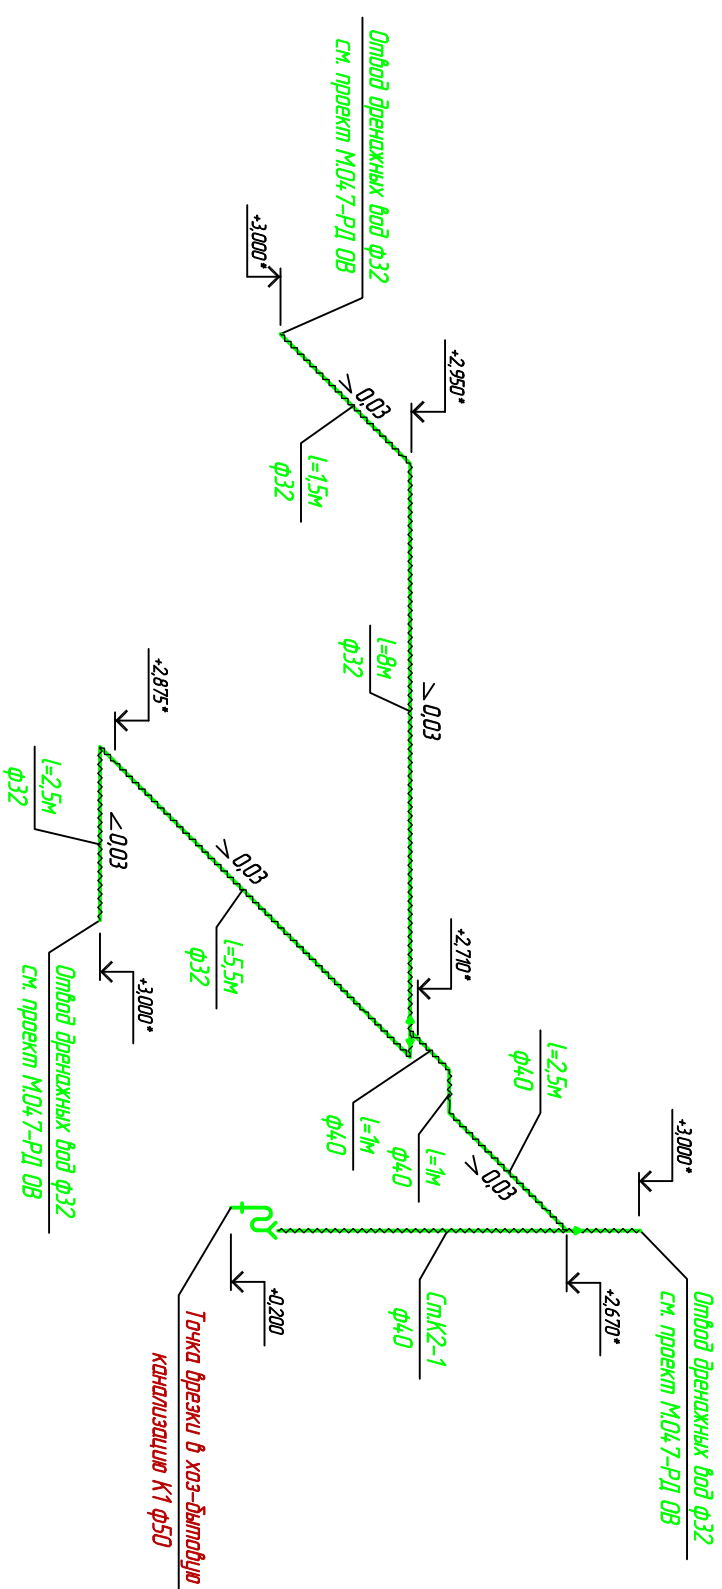 Отвод дренажных вод ф32
см. проект М.047-РД ОВ
+3,000*
0,03
l=1,5м
ф32
+2,950*
l=8м
ф32
0,03
+2,875*
l=2,5м
ф32
0,03
+3,000*
Отвод дренажных вод ф32
см. проект М.047-РД ОВ
0,03
l=5,5м
ф32
+2,710*
l=1м
ф40
l=1м
ф40
l=2,5м
ф40
0,03
+3,000*
Отвод дренажных вод ф32
см. проект М.047-РД ОВ
+2,670*
Ст.К2-1
ф40
+0,200
Точка врезки в хоз-бытовую
канализацию К1 ф50